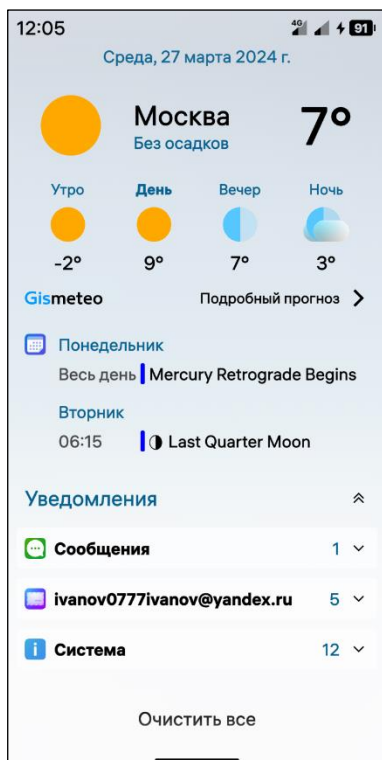 12:05 4G 91
Среда, 27 марта 2024 г.
Москва 7°
Без осадков
Утро День Вечер Ночь
-2° 9° 7° 3°
Gismeteo Подробный прогноз
Понедельник
Весь день Mercury Retrograde Begins
Вторник
06:15 Last Quarter Moon
Уведомления
Сообщения 1
ivanov0777ivanov@yandex.ru 5
Система 12
Очистить все